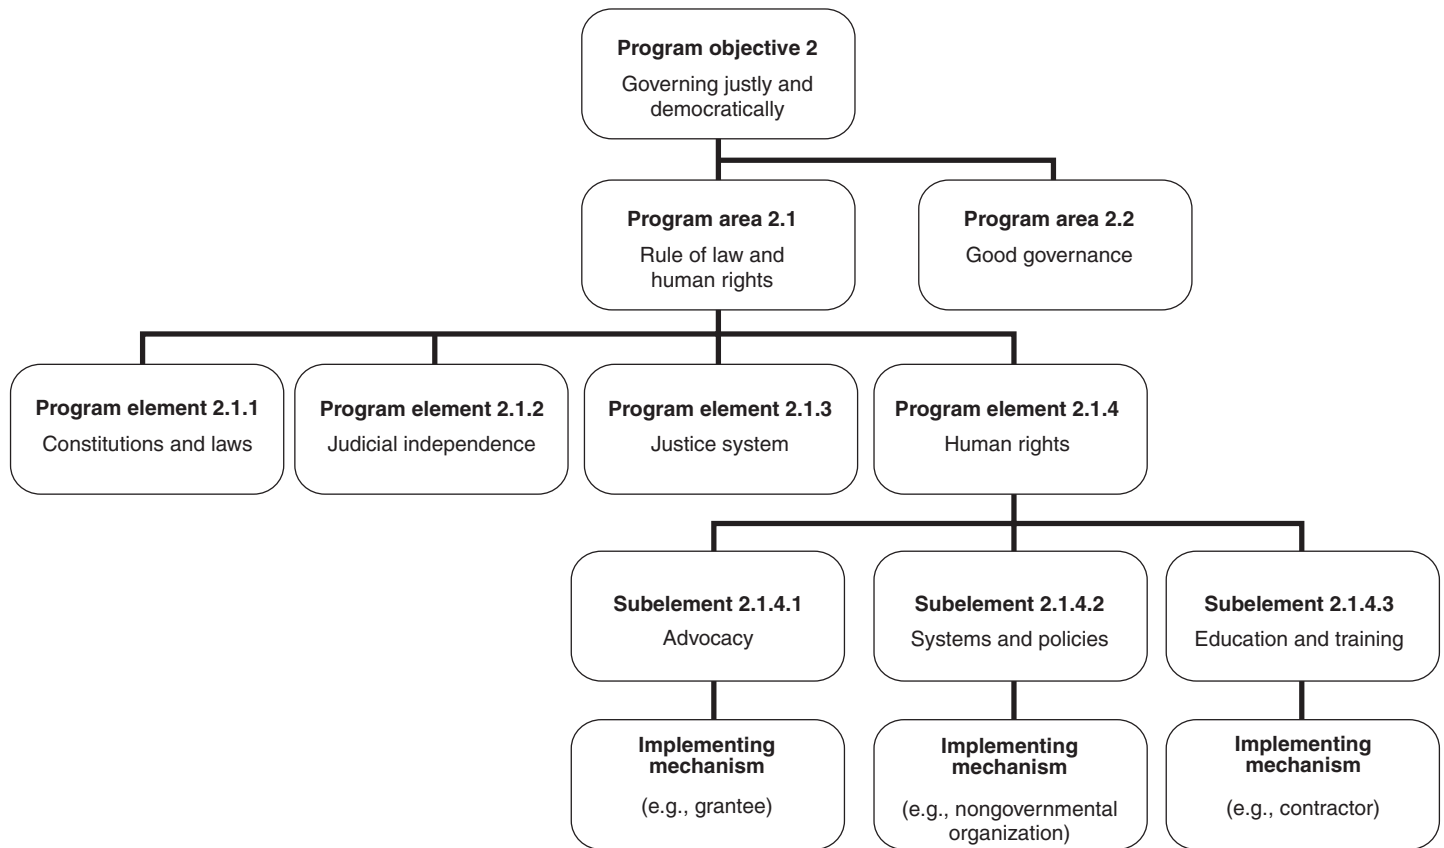 Program objective 2
Governing justly and
democratically
Program area 2.1
Rule of law and
human rights
Program area 2.2
Good governance
Program element 2.1.1
Constitutions and laws
Program element 2.1.2
Judicial independence
Program element 2.1.3
Justice system
Program element 2.1.4
Human rights
Subelement 2.1.4.1
Advocacy
Subelement 2.1.4.2
Systems and policies
Subelement 2.1.4.3
Education and training
Implementing
mechanism
(e.g., grantee)
Implementing
mechanism
(e.g., nongovernmental
organization)
Implementing
mechanism
(e.g., contractor)